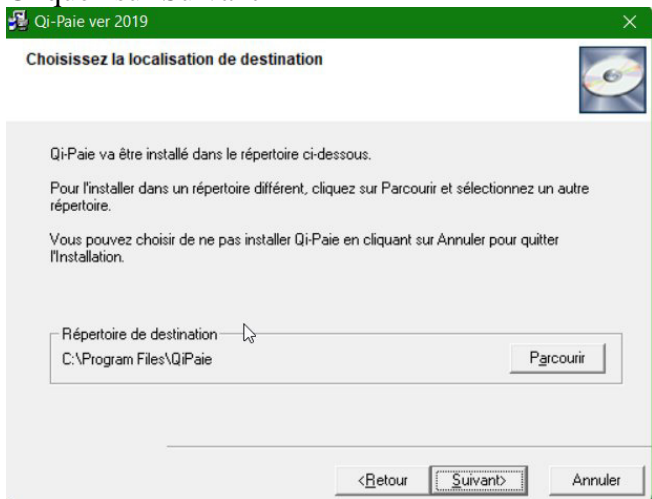 Qi-Paie ver 2019
Choisissez la localisation de destination
Qi-Paie va être installé dans le répertoire ci-dessous.
Pour l'installer dans un répertoire différent, cliquez sur Parcourir et sélectionnez un autre
répertoire.
Vous pouvez choisir de ne pas installer Qi-Paie en cliquant sur Annuler pour quitter
l'Installation.
Répertoire de destination
C:\Program Files\QiPaie
Parcourir
<Retour
Suivant>
Annuler